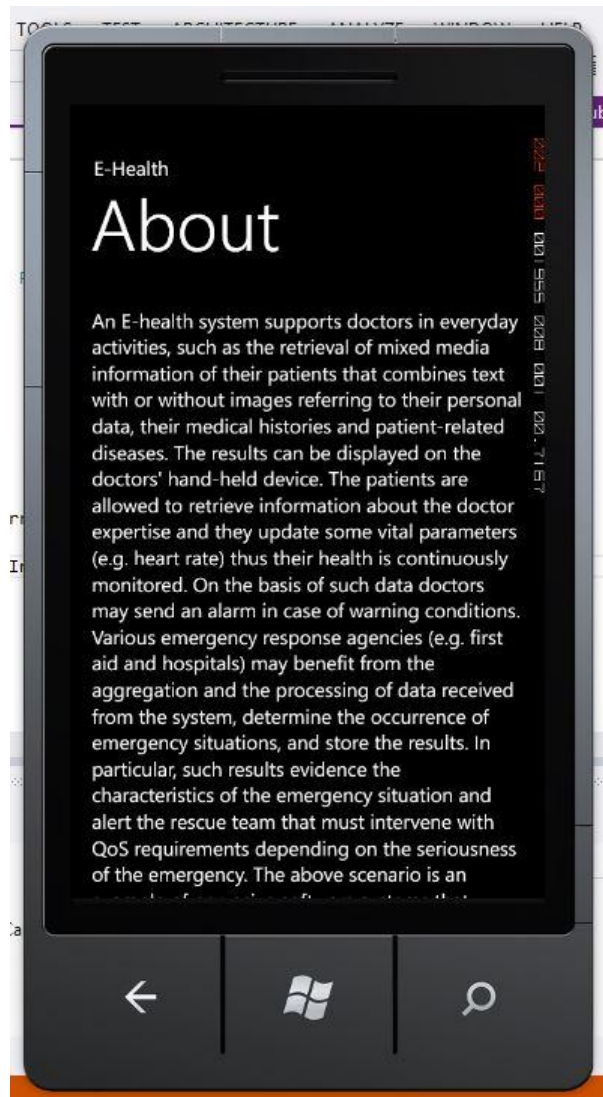 TOOLS TEST ARCHITECTURE ANALYZE WINDOW HELP
E-Health
About
An E-health system supports doctors in everyday
activities, such as the retrieval of mixed media
information of their patients that combines text
with or without images referring to their personal
data, their medical histories and patient-related
diseases. The results can be displayed on the
doctors' hand-held device. The patients are
allowed to retrieve information about the doctor
expertise and they update some vital parameters
(e.g. heart rate) thus their health is continuously
monitored. On the basis of such data doctors
may send an alarm in case of warning conditions.
Various emergency response agencies (e.g. first
aid and hospitals) may benefit from the
aggregation and the processing of data received
from the system, determine the occurrence of
emergency situations, and store the results. In
particular, such results evidence the
characteristics of the emergency situation and
alert the rescue team that must intervene with
QoS requirements depending on the seriousness
of the emergency. The above scenario is an